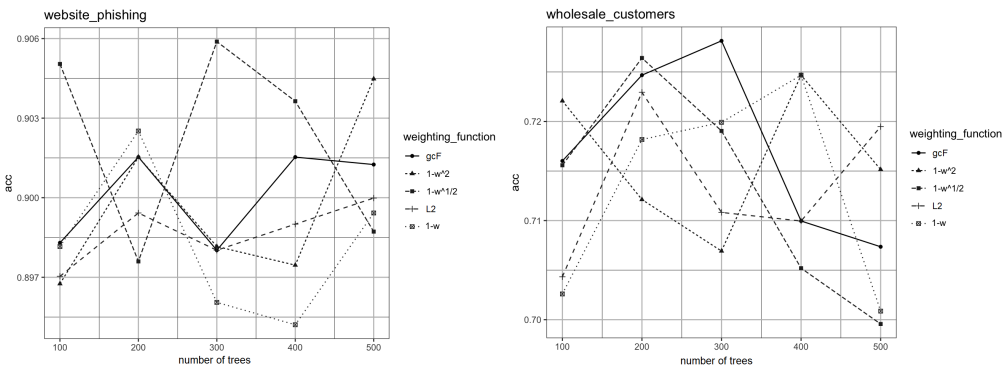 website_phishing
0.906
0.903
0.900
0.897
acc
100 200 300 400 500
number of trees
weighting_function
gcF
1-w^2
1-w^1/2
L2
1-w
wholesale_customers
0.72
0.71
0.70
acc
100 200 300 400 500
number of trees
weighting_function
gcF
1-w^2
1-w^1/2
L2
1-w